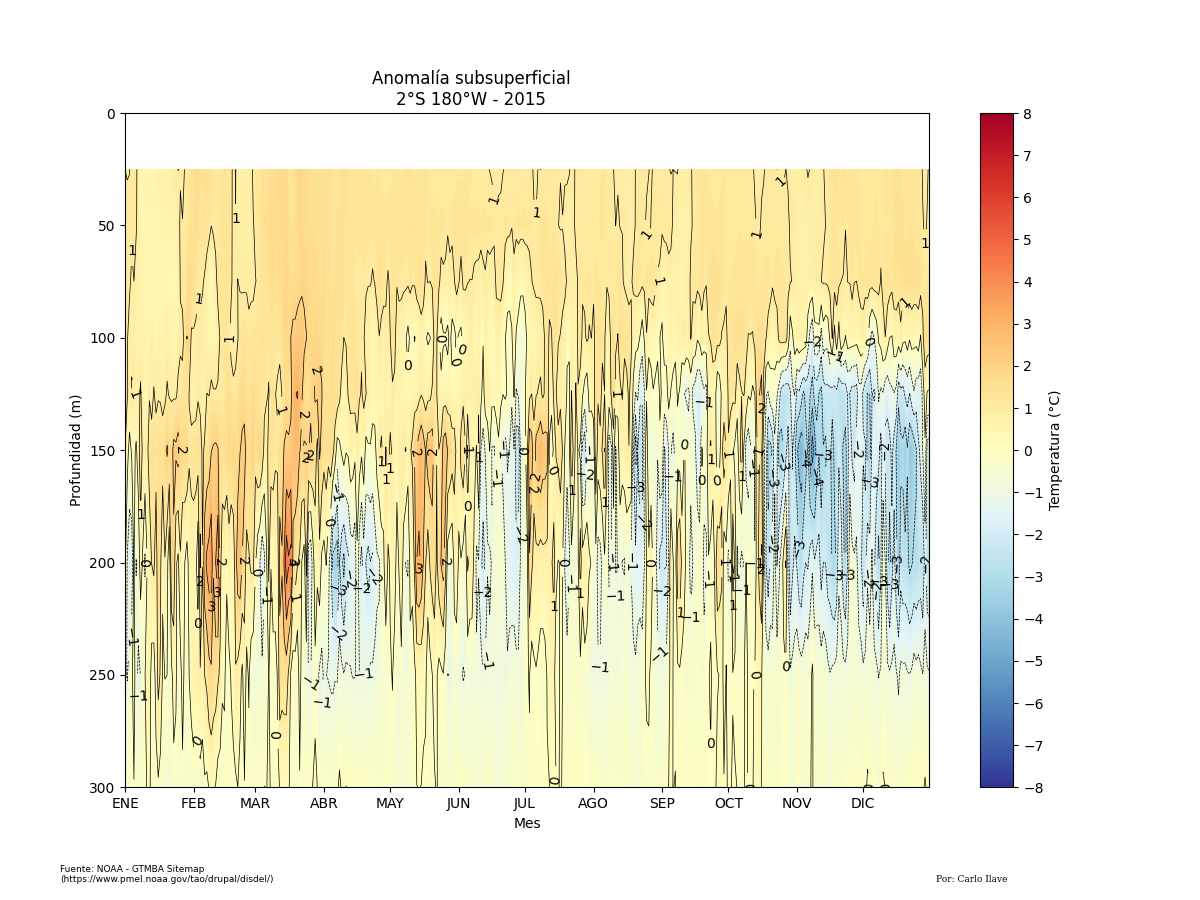 Anomalía subsuperficial
2°S 180°W - 2015
Profundidad (m)
0
50
100
150
200
250
300
ENE FEB MAR ABR MAY JUN JUL AGO SEP OCT NOV DIC
Mes
8
7
6
5
4
3
2
1
0
−1
−2
−3
−4
−5
−6
−7
−8
Temperatura (°C)
Fuente: NOAA - GTMBA Sitemap
(https://www.pmel.noaa.gov/tao/drupal/disdel/)
Por: Carlo Ilave